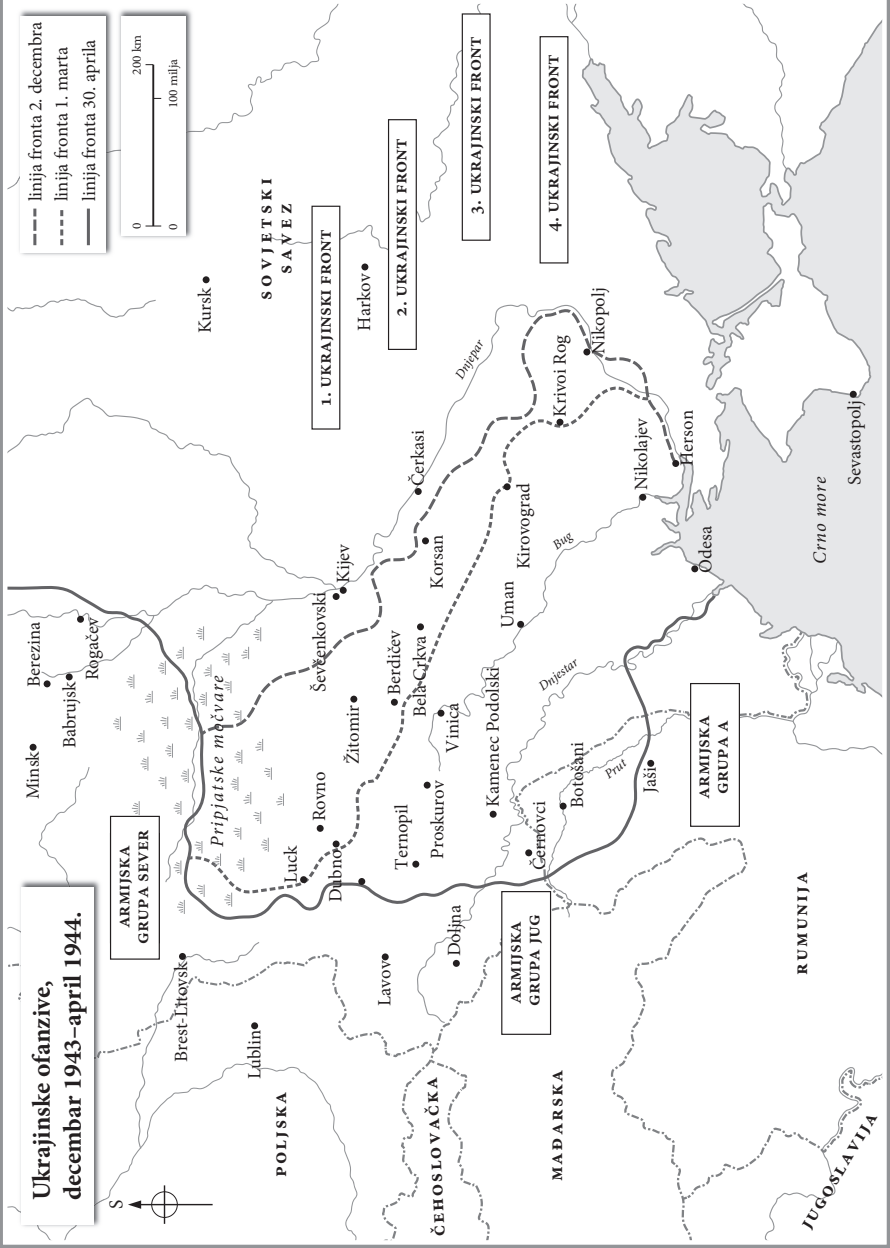 Ukrajinske ofanzive,
decembar 1943–april 1944.
S
linija fronta 2. decembra
linija fronta 1. marta
linija fronta 30. aprila
0
200 km
0
100 milja
ARMIJSKA
GRUPA SEVER
Minsk
Berezina
Babrujsk
Rogačev
Brest-Litovsk
Pripjatske močvare
Kursk
SOVJETSKI
SAVEZ
Lublin
POLJSKA
Luck
Rovno
Dubno
Ševčenkovski
Kijev
Žitomir
1. UKRAJINSKI FRONT
Harkov
2. UKRAJINSKI FRONT
Lavov
Ternopil
Proskurov
Berdičev
Bela Crkva
Vinica
Korsan
Čerkasi
Dnjepar
3. UKRAJINSKI FRONT
ČEHOSLOVAČKA
Doljna
Kamenec Podolski
Uman
Kirovograd
ARMIJSKA
GRUPA JUG
Černovci
Botošani
Dnjestar
Bug
Krivoi Rog
Nikopolj
4. UKRAJINSKI FRONT
MAĐARSKA
Prut
Jaši
Nikolajev
Herson
ARMIJSKA
GRUPA A
Odesa
RUMUNIJA
Crno more
Sevastopolj
JUGOSLAVIJA